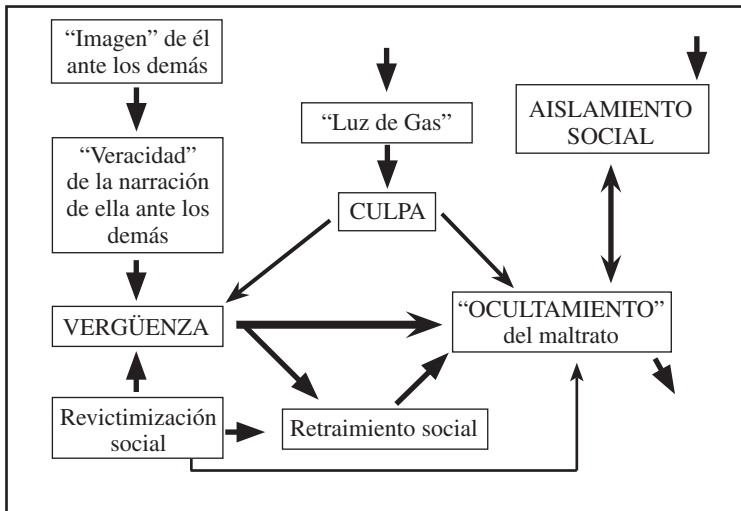 “Imagen” de él
ante los demás
“Luz de Gas”
AISLAMIENTO
SOCIAL
“Veracidad”
de la narración
de ella ante los
demás
CULPA
VERGÜENZA
“OCULTAMIENTO”
del maltrato
Revictimización
social
Retraimiento social